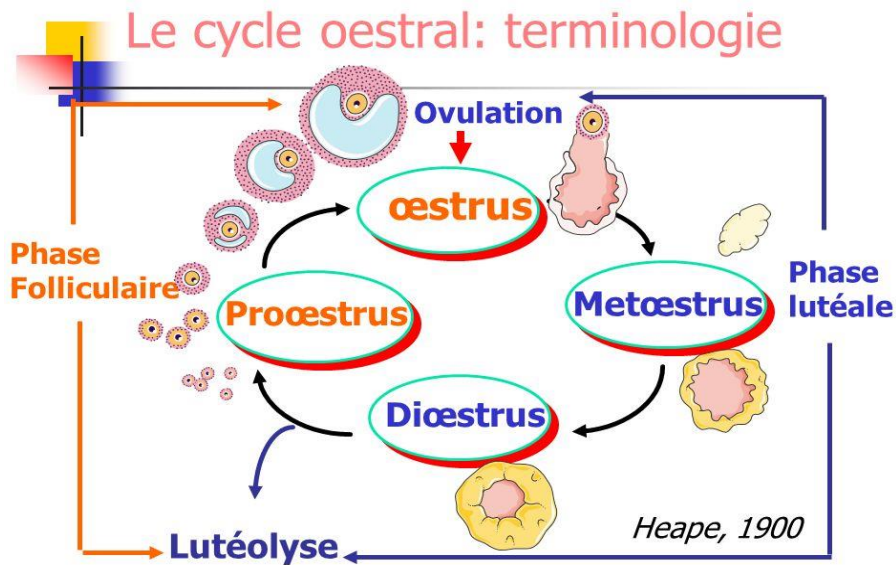 Le cycle oestral: terminologie
Ovulation
œstrus
Phase
Folliculaire
Proœstrus
Metœstrus
Phase
lutéale
Diœstrus
Lutéolyse
Heape, 1900